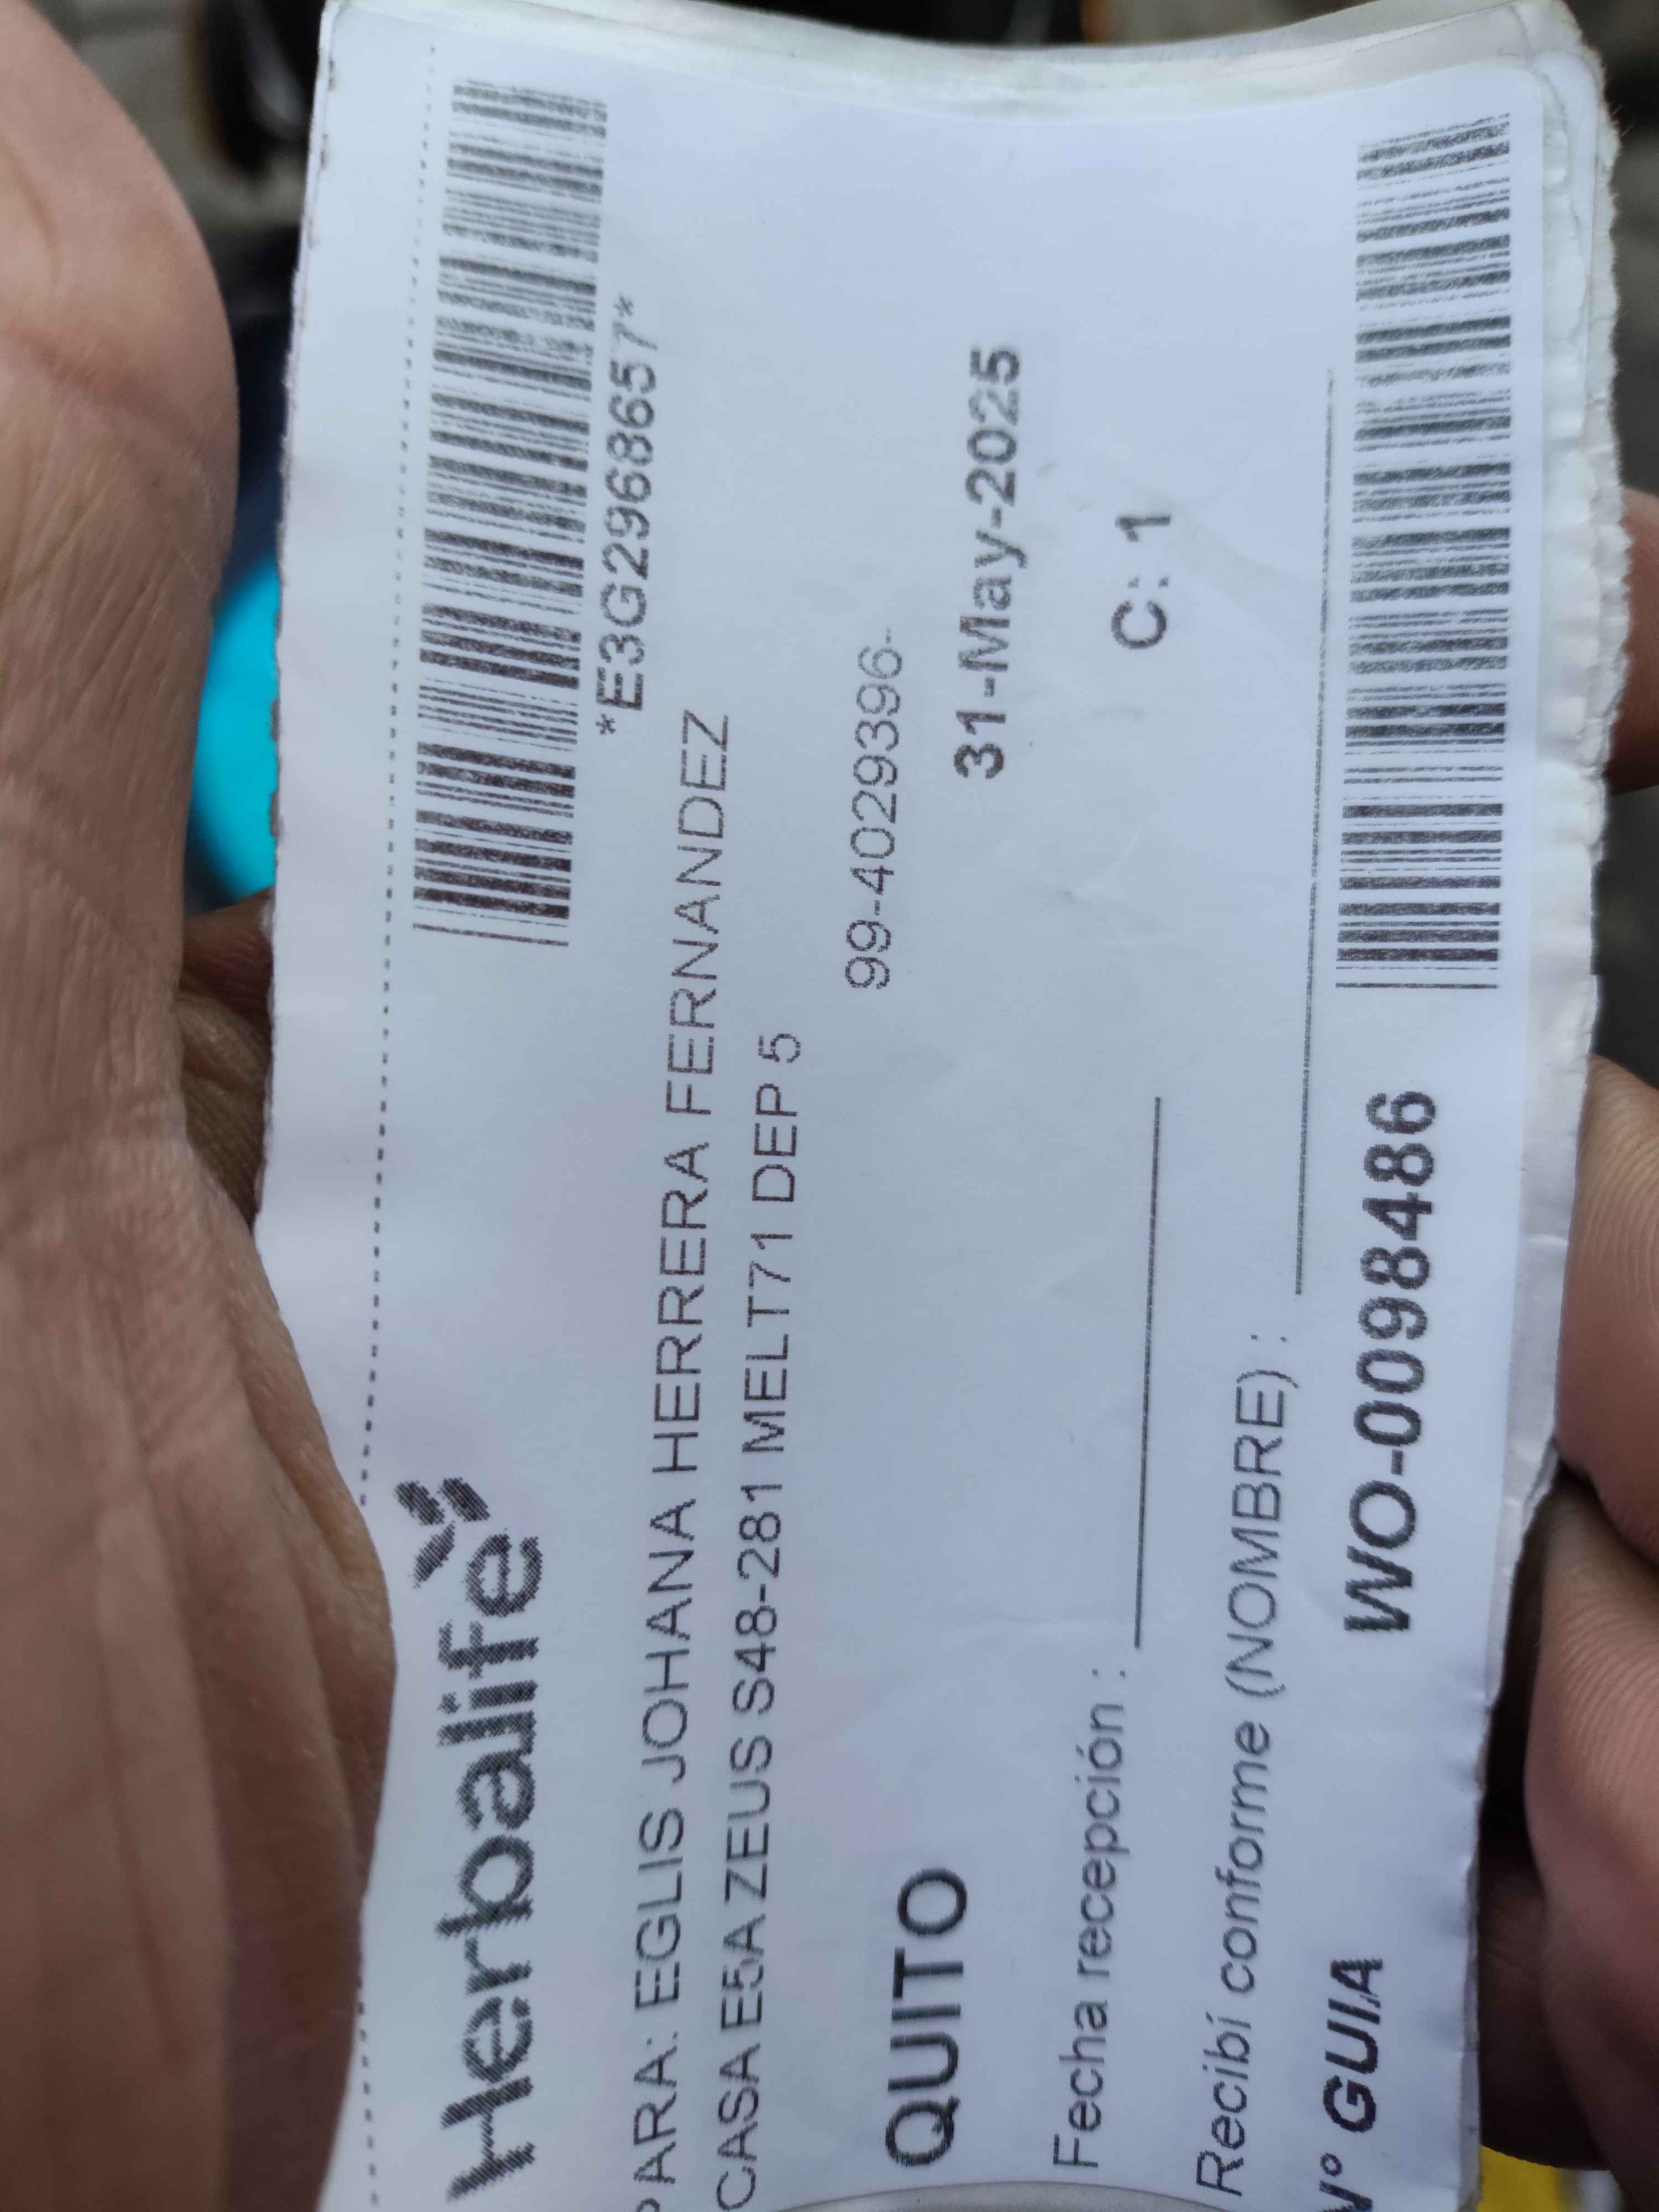 Herbalife
*E3G2968657*
PARA: EGLIS JOHANA HERRERA FERNANDEZ
CASA E5A ZEUS S48-281 MELT71 DEP 5
99-4029396-
QUITO
31-May-2025
Fecha recepción :
C: 1
Recibí conforme (NOMBRE) :
N° GUIA
WO-0098486